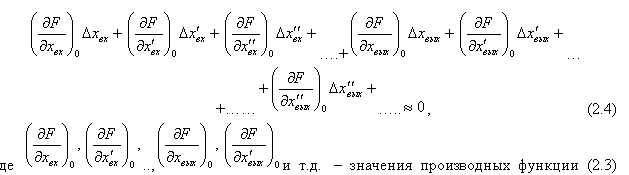 (∂F/∂x_вх)_0 Δx_вх + (∂F/∂x′_вх)_0 Δx′_вх + (∂F/∂x′′_вх)_0 Δx′′_вх + ....+ (∂F/∂x_вых)_0 Δx_вых + (∂F/∂x′_вых)_0 Δx′_вых + ...
+...... + (∂F/∂x′′_вых)_0 Δx′′_вых + ..... ≈ 0 , (2.4)
де (∂F/∂x_вх)_0 , (∂F/∂x′_вх)_0 , .., (∂F/∂x_вых)_0 , (∂F/∂x′_вых)_0 и т.д. – значения производных функции (2.3)